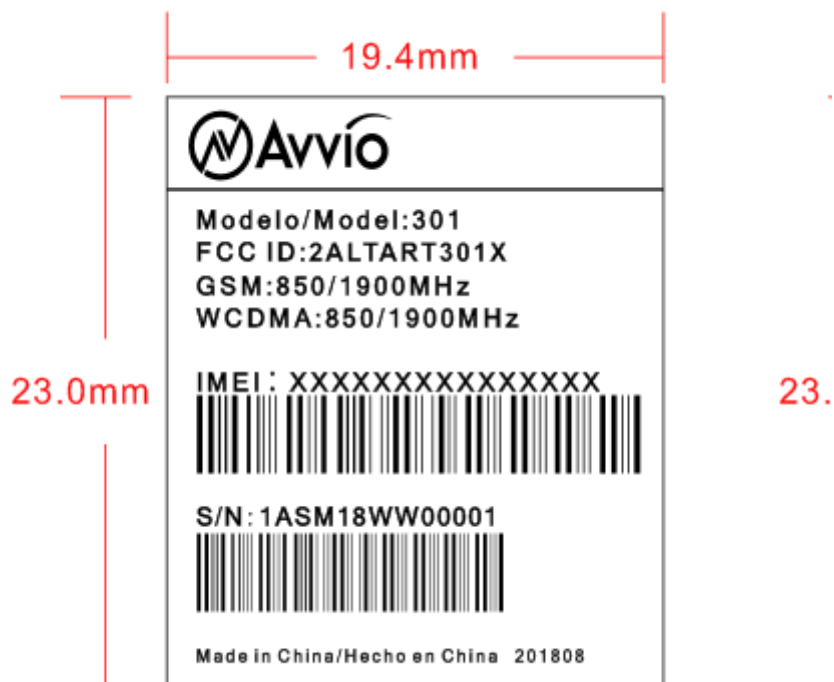 19.4mm
Avvio
Modelo/Model:301
FCC ID:2ALTART301X
GSM:850/1900MHz
WCDMA:850/1900MHz
23.0mm
23.
IMEI: XXXXXXXXXXXXXXX
S/N:1ASM18WW00001
Made in China/Hecho en China 201808